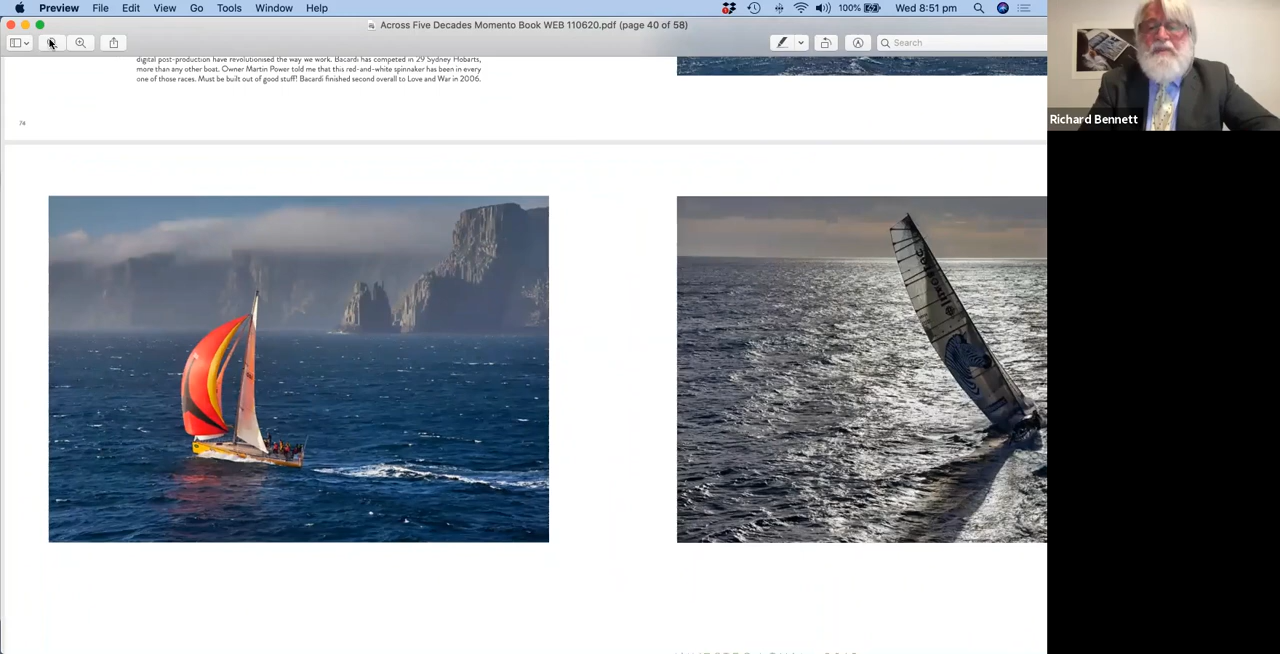 Preview File Edit View Go Tools Window Help 100% Wed 8:51 pm
Across Five Decades Momento Book WEB 110620.pdf (page 40 of 58)
Search
digital post-production have revolutionised the way we work. Bacardi has competed in 29 Sydney Hobarts,
more than any other boat. Owner Martin Power told me that this red-and-white spinnaker has been in every
one of those races. Must be built out of good stuff! Bacardi finished second overall to Love and War in 2006.
74
Richard Bennett